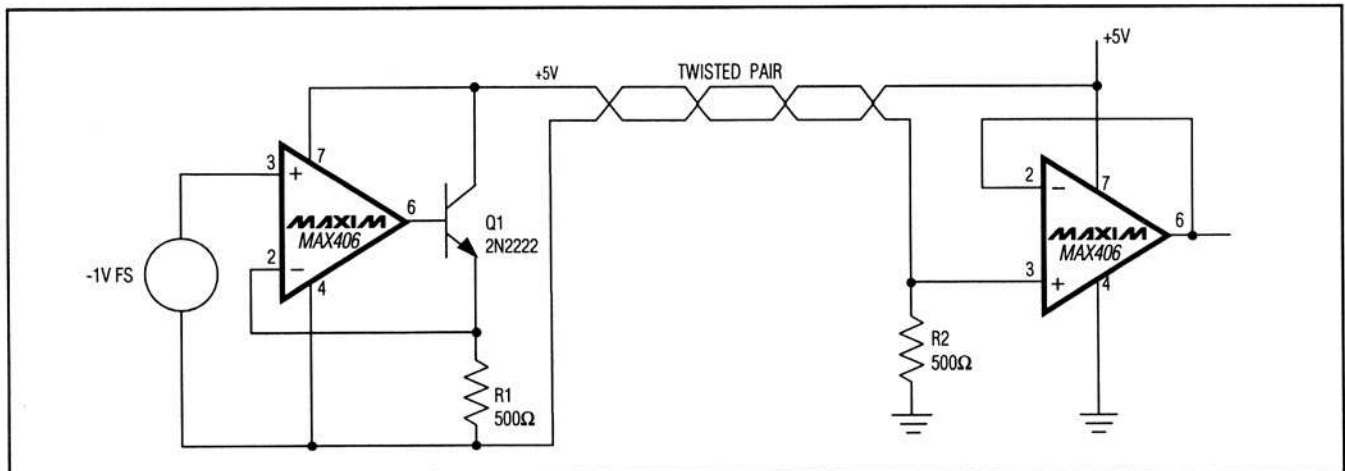 +5V
TWISTED PAIR
+5V
3
+
7
MAXIM
MAX406
6
Q1
2N2222
-1V FS
2
-
4
R1
500Ω
2
-
7
MAXIM
MAX406
6
3
+
4
R2
500Ω